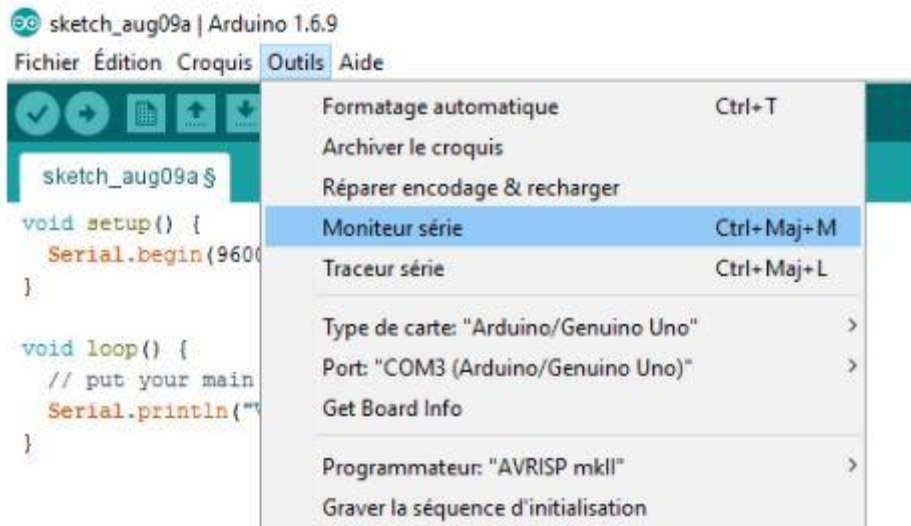 sketch_aug09a | Arduino 1.6.9
Fichier Édition Croquis Outils Aide
sketch_aug09a §
void setup() {
Serial.begin(9600
}
void loop() {
// put your main
Serial.println("
}
Formatage automatique Ctrl+T
Archiver le croquis
Réparer encodage & recharger
Moniteur série Ctrl+Maj+M
Traceur série Ctrl+Maj+L
Type de carte: "Arduino/Genuino Uno"
Port: "COM3 (Arduino/Genuino Uno)"
Get Board Info
Programmateur: "AVRISP mkII"
Graver la séquence d'initialisation